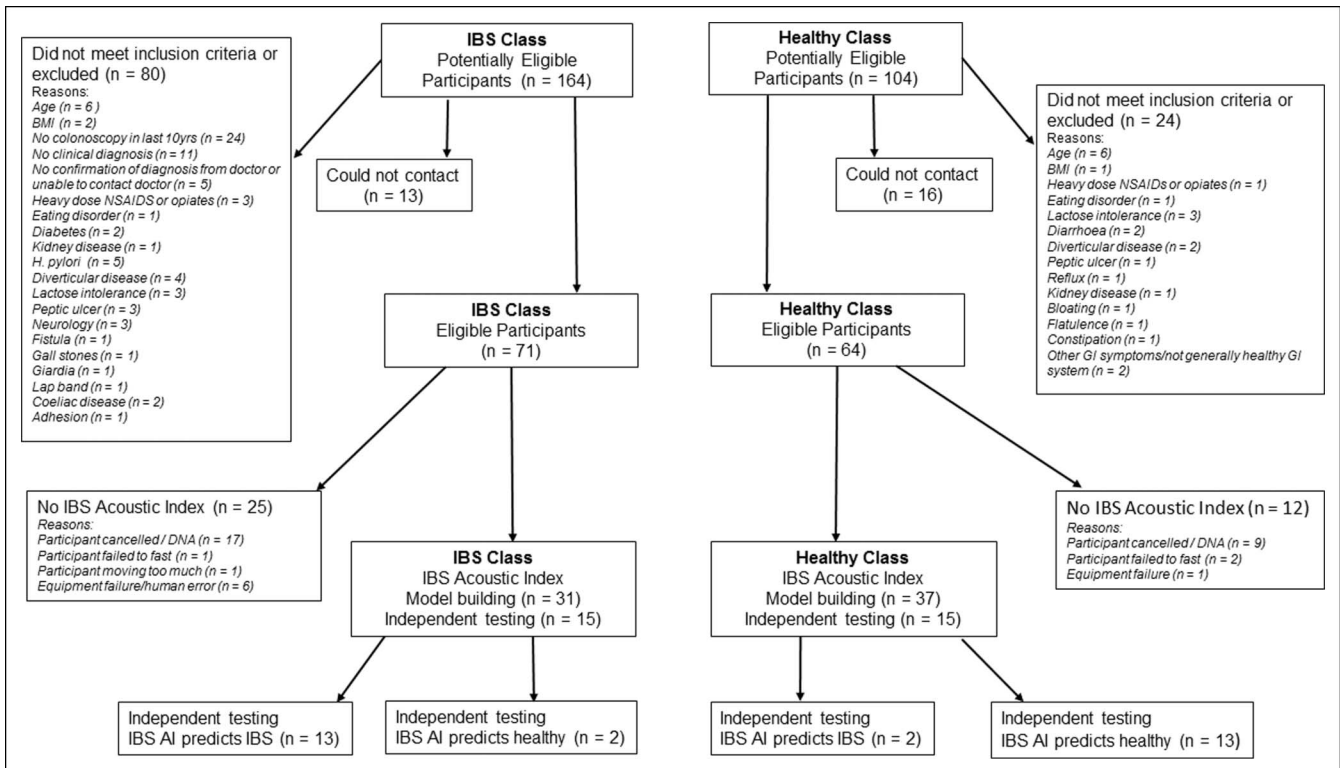 Did not meet inclusion criteria or
excluded (n = 80)
Reasons:
Age (n = 6 )
BMI (n = 2)
No colonoscopy in last 10yrs (n = 24)
No clinical diagnosis (n = 11)
No confirmation of diagnosis from doctor or
unable to contact doctor (n = 5)
Heavy dose NSAIDS or opiates (n = 3)
Eating disorder (n = 1)
Diabetes (n = 2)
Kidney disease (n = 1)
H. pylori (n = 5)
Diverticular disease (n = 4)
Lactose intolerance (n = 3)
Peptic ulcer (n = 3)
Neurology (n = 3)
Fistula (n = 1)
Gall stones (n = 1)
Giardia (n = 1)
Lap band (n = 1)
Coeliac disease (n = 2)
Adhesion (n = 1)
IBS Class
Potentially Eligible
Participants (n = 164)
Could not contact
(n = 13)
Healthy Class
Potentially Eligible
Participants (n = 104)
Could not contact
(n = 16)
Did not meet inclusion criteria or
excluded (n = 24)
Reasons:
Age (n = 6)
BMI (n = 1)
Heavy dose NSAIDs or opiates (n = 1)
Eating disorder (n = 1)
Lactose intolerance (n = 3)
Diarrhoea (n = 2)
Diverticular disease (n = 2)
Peptic ulcer (n = 1)
Reflux (n = 1)
Kidney disease (n = 1)
Bloating (n = 1)
Flatulence (n = 1)
Constipation (n = 1)
Other GI symptoms/not generally healthy GI
system (n = 2)
IBS Class
Eligible Participants
(n = 71)
Healthy Class
Eligible Participants
(n = 64)
No IBS Acoustic Index (n = 25)
Reasons:
Participant cancelled / DNA (n = 17)
Participant failed to fast (n = 1)
Participant moving too much (n = 1)
Equipment failure/human error (n = 6)
IBS Class
IBS Acoustic Index
Model building (n = 31)
Independent testing (n = 15)
Healthy Class
IBS Acoustic Index
Model building (n = 37)
Independent testing (n = 15)
No IBS Acoustic Index (n = 12)
Reasons:
Participant cancelled / DNA (n = 9)
Participant failed to fast (n = 2)
Equipment failure (n = 1)
Independent testing
IBS AI predicts IBS (n = 13)
Independent testing
IBS AI predicts healthy (n = 2)
Independent testing
IBS AI predicts IBS (n = 2)
Independent testing
IBS AI predicts healthy (n = 13)